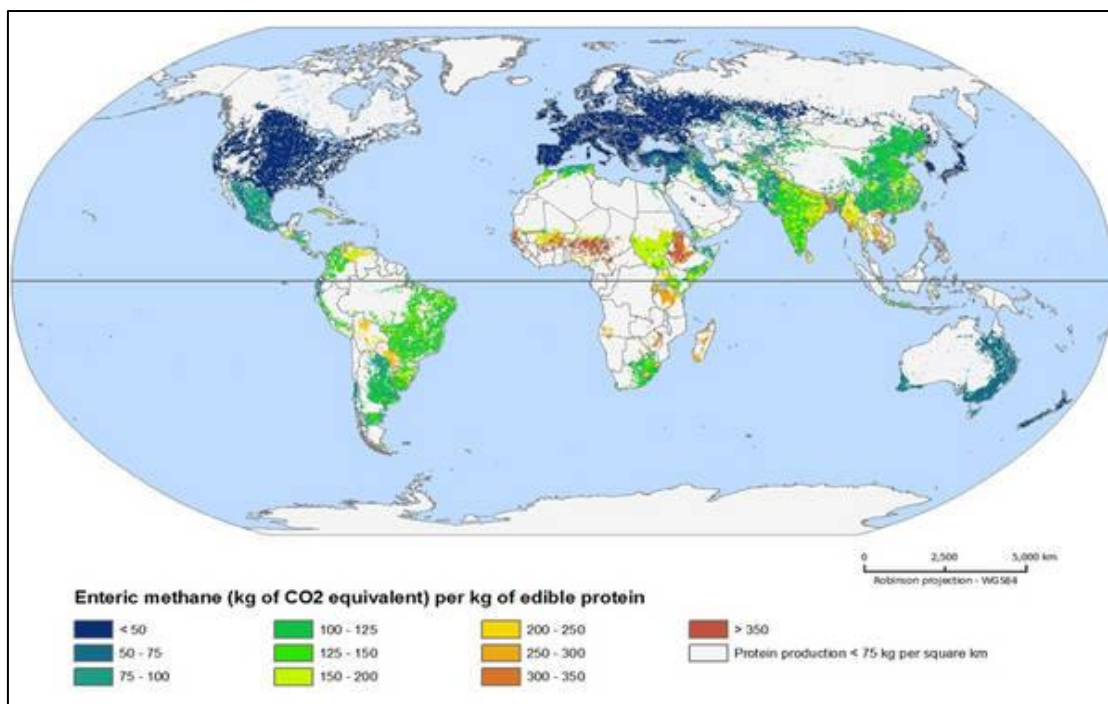 0 2,500 5,000 km
Robinson projection - WGS84
Enteric methane (kg of CO2 equivalent) per kg of edible protein
< 50 100 - 125 200 - 250 > 350
50 - 75 125 - 150 250 - 300 Protein production < 75 kg per square km
75 - 100 150 - 200 300 - 350